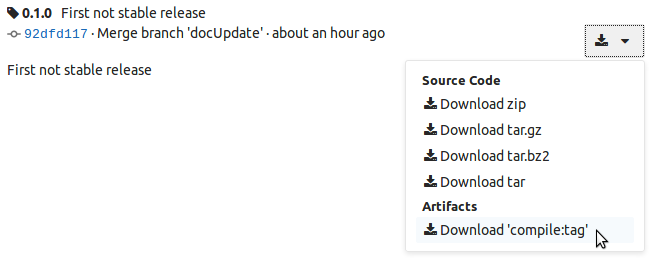 0.1.0 First not stable release
92dfd117 · Merge branch 'docUpdate' · about an hour ago
First not stable release
Source Code
Download zip
Download tar.gz
Download tar.bz2
Download tar
Artifacts
Download 'compile:tag'